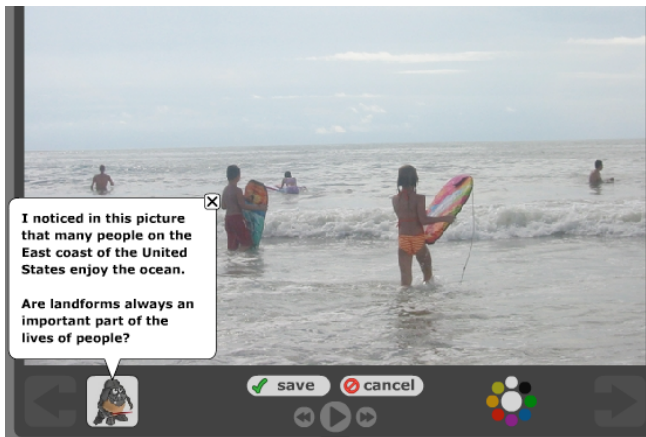 I noticed in this picture
that many people on the
East coast of the United
States enjoy the ocean.
Are landforms always an
important part of the
lives of people?
save
cancel